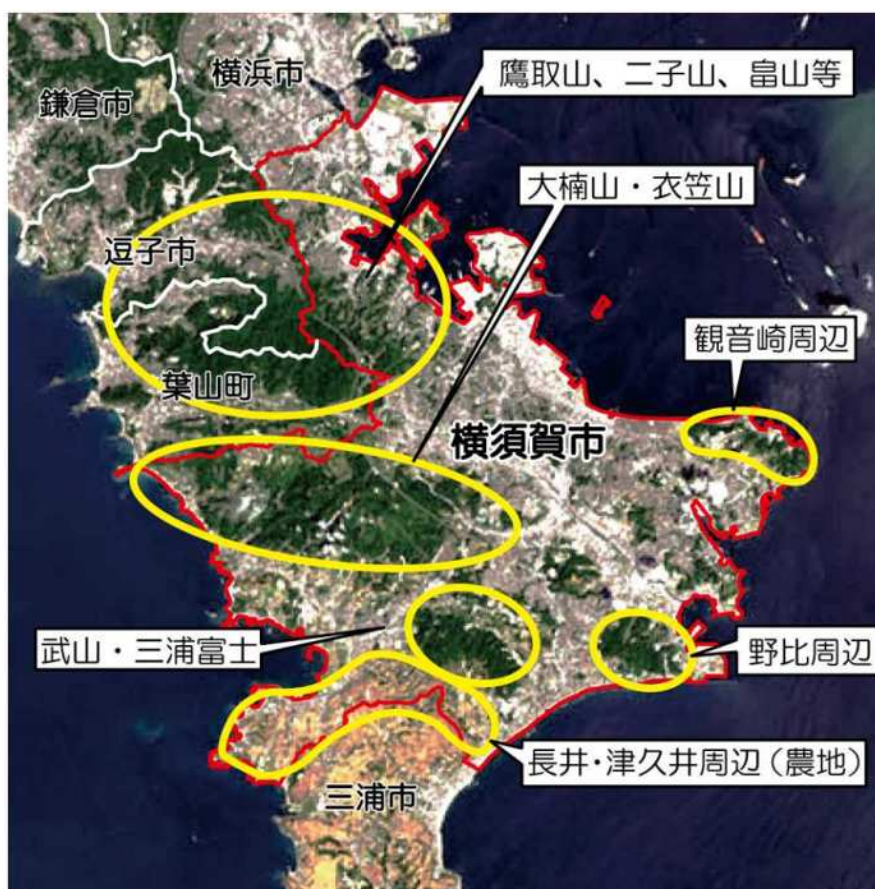 横浜市
鷹取山、二子山、畠山等
鎌倉市
大楠山・衣笠山
逗子市
観音崎周辺
葉山町
横須賀市
武山・三浦富士
野比周辺
長井・津久井周辺（農地）
三浦市